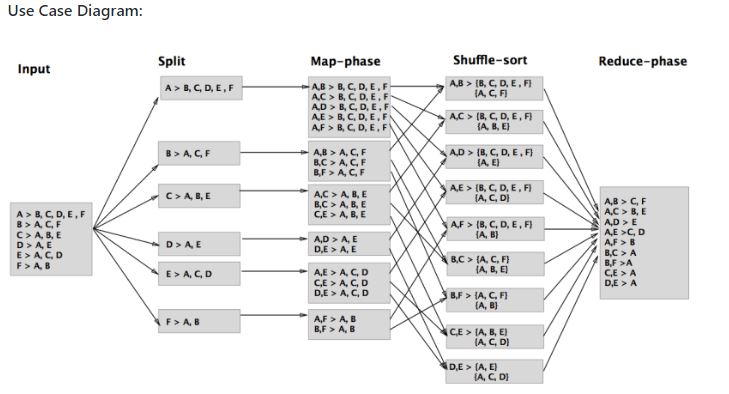 Use Case Diagram:
Input
Split
Map-phase
Shuffle-sort
Reduce-phase
A > B, C, D, E , F
B > A, C, F
C > A, B, E
D > A, E
E > A, C, D
F > A, B
A > B, C, D, E , F
B > A, C, F
C > A, B, E
D > A, E
E > A, C, D
F > A, B
A,B > B, C, D, E , F
A,C > B, C, D, E , F
A,D > B, C, D, E , F
A,E > B, C, D, E , F
A,F > B, C, D, E , F
A,B > A, C, F
B,C > A, C, F
B,F > A, C, F
A,C > A, B, E
B,C > A, B, E
C,E > A, B, E
A,D > A, E
D,E > A, E
A,E > A, C, D
C,E > A, C, D
D,E > A, C, D
A,F > A, B
B,F > A, B
A,B > {B, C, D, E , F}
{A, C, F}
A,C > {B, C, D, E , F}
{A, B, E}
A,D > {B, C, D, E , F}
{A, E}
A,E > {B, C, D, E , F}
{A, C, D}
A,F > {B, C, D, E , F}
{A, B}
B,C > {A, C, F}
{A, B, E}
B,F > {A, C, F}
{A, B}
C,E > {A, B, E}
{A, C, D}
D,E > {A, E}
{A, C, D}
A,B > C, F
A,C > B, E
A,D > E
A,E >C, D
A,F > B
B,C > A
B,F >A
C,E > A
D,E > A